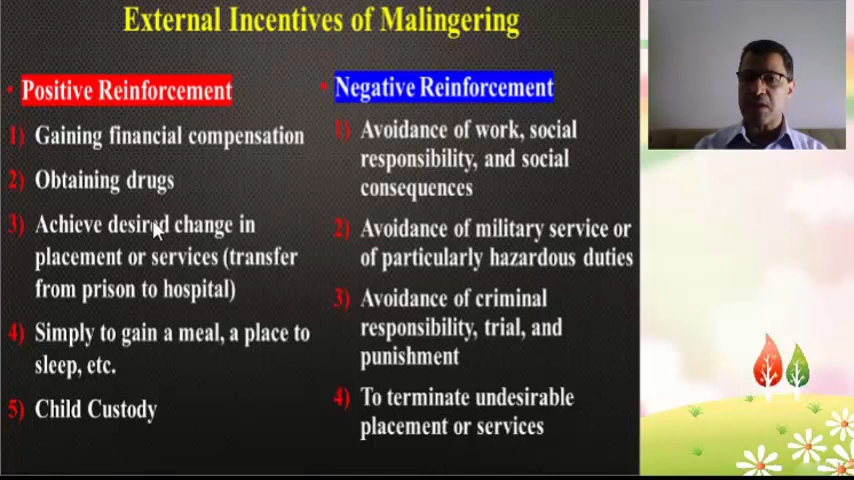 External Incentives of Malingering
• Positive Reinforcement
1) Gaining financial compensation
2) Obtaining drugs
3) Achieve desired change in
placement or services (transfer
from prison to hospital)
4) Simply to gain a meal, a place to
sleep, etc.
5) Child Custody
• Negative Reinforcement
1) Avoidance of work, social
responsibility, and social
consequences
2) Avoidance of military service or
of particularly hazardous duties
3) Avoidance of criminal
responsibility, trial, and
punishment
4) To terminate undesirable
placement or services